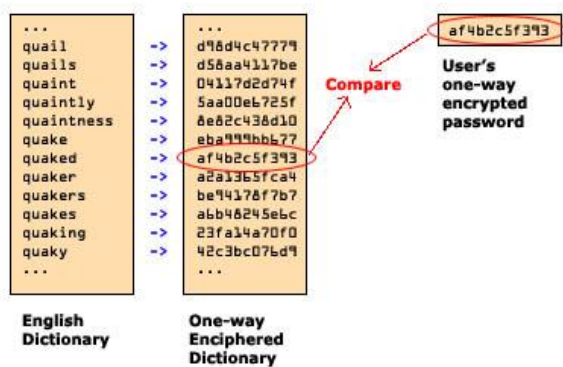 ... ...
quail -> d98d4c47779
quails -> d58aa4117be
quaint -> 04117d2d74f
quaintly -> 5aa00e6725f
quaintness -> 8e82c438d10
quake -> eba999bb677
quaked -> af4b2c5f393
quaker -> a2a1365fca4
quakers -> be94178f7b7
quakes -> a6b48245e6c
quaking -> 23fa14a70f0
quaky -> 42c3bc076d9
... ...
English
Dictionary
One-way
Enciphered
Dictionary
Compare
af4b2c5f393
User's
one-way
encrypted
password